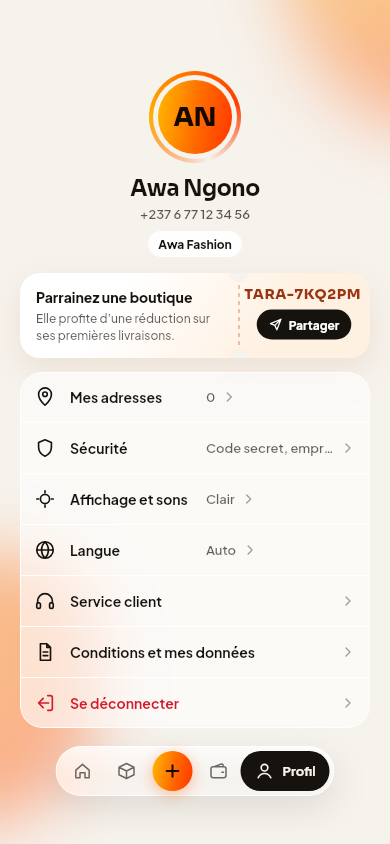 AN
Awa Ngono
+237 6 77 12 34 56
Awa Fashion
Parrainez une boutique
Elle profite d'une réduction sur
ses premières livraisons.
TARA-7KQ2PM
Partager
Mes adresses 0
Sécurité Code secret, empr…
Affichage et sons Clair
Langue Auto
Service client
Conditions et mes données
Se déconnecter
Profil